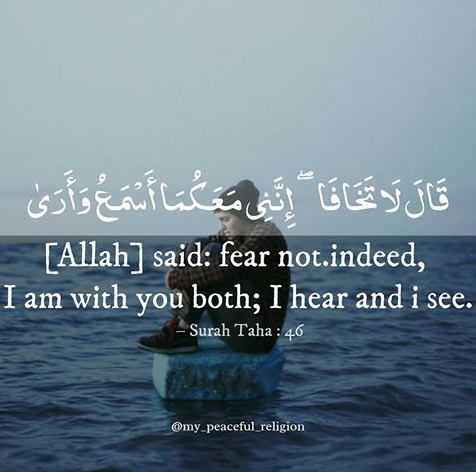 قَالَ لَا تَخَافَا ۖ إِنَّنِي مَعَكُمَا أَسْمَعُ وَأَرَىٰ
[Allah] said: fear not.indeed,
I am with you both; I hear and i see.
– Surah Taha : 46
@my_peaceful_religion